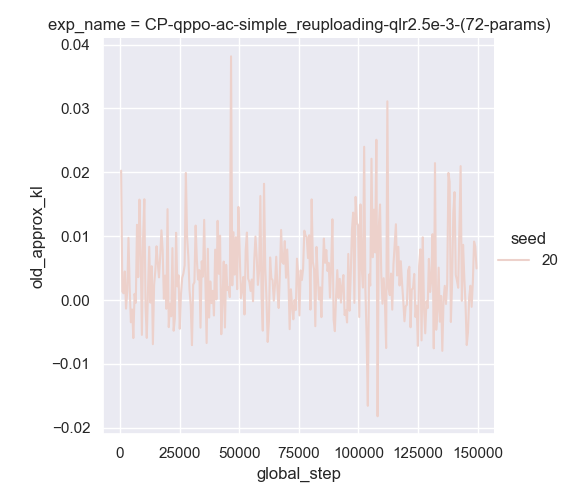 exp_name = CP-qppo-ac-simple_reuploading-qlr2.5e-3-(72-params)
0.04
0.03
0.02
0.01
0.00
−0.01
−0.02
old_approx_kl
0 25000 50000 75000 100000 125000 150000
global_step
seed
20